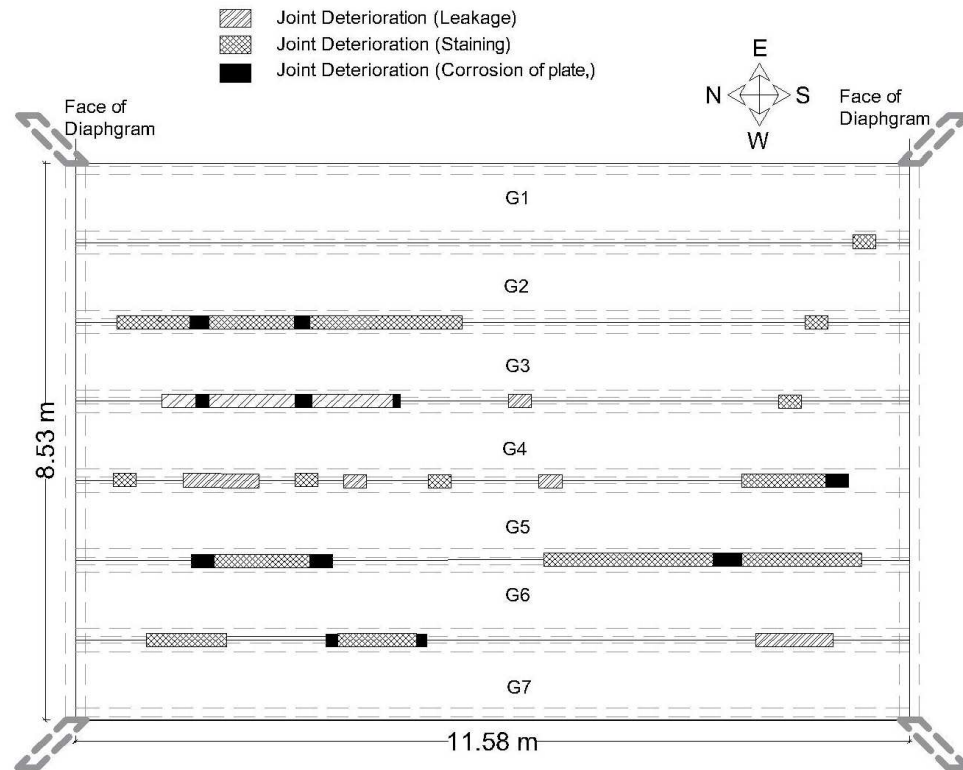 Joint Deterioration (Leakage)
Joint Deterioration (Staining)
Joint Deterioration (Corrosion of plate,)
E
N
S
W
Face of
Diaphgram
Face of
Diaphgram
G1
G2
G3
G4
G5
G6
G7
8.53 m
11.58 m